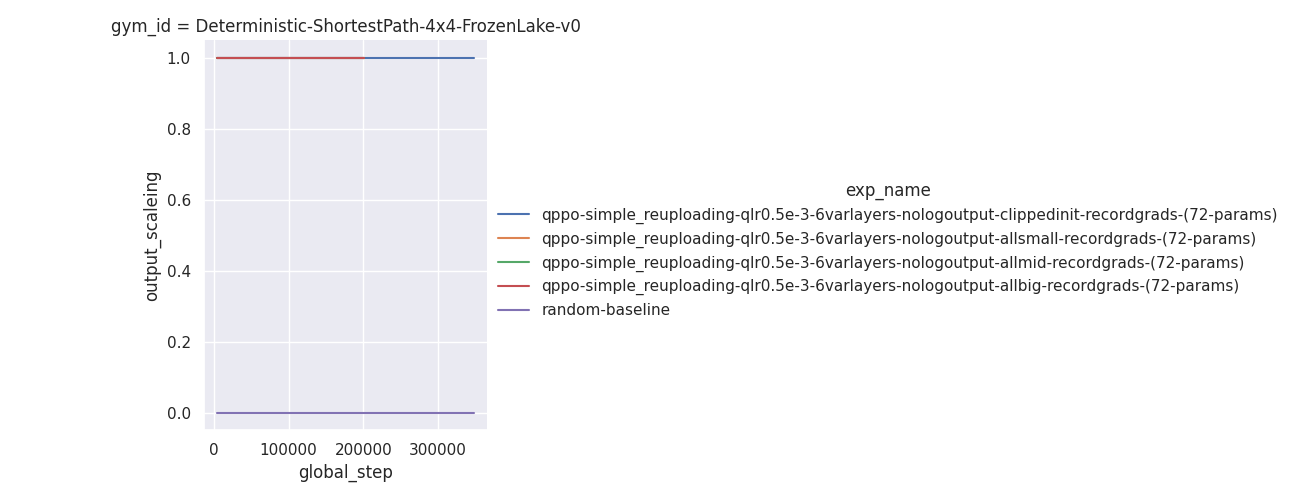 gym_id = Deterministic-ShortestPath-4x4-FrozenLake-v0
1.0
0.8
0.6
0.4
0.2
0.0
output_scaleing
0 100000 200000 300000
global_step
exp_name
qppo-simple_reuploading-qlr0.5e-3-6varlayers-nologoutput-clippedinit-recordgrads-(72-params)
qppo-simple_reuploading-qlr0.5e-3-6varlayers-nologoutput-allsmall-recordgrads-(72-params)
qppo-simple_reuploading-qlr0.5e-3-6varlayers-nologoutput-allmid-recordgrads-(72-params)
qppo-simple_reuploading-qlr0.5e-3-6varlayers-nologoutput-allbig-recordgrads-(72-params)
random-baseline